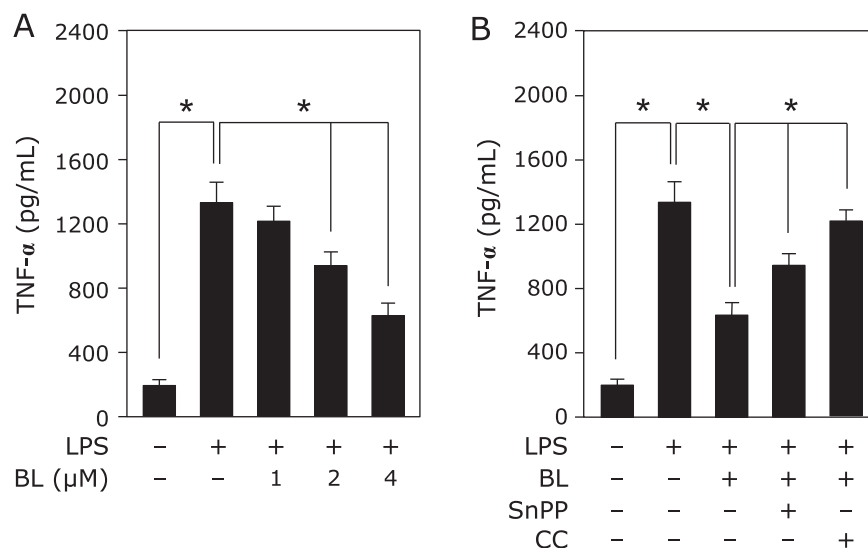 A
TNF-α (pg/mL)
2400
2000
1600
1200
800
400
0
*
*
LPS – + + + +
BL (μM) – – 1 2 4
B
TNF-α (pg/mL)
2400
2000
1600
1200
800
400
0
*
*
*
LPS – + + + +
BL – – + + +
SnPP – – – + –
CC – – – – +